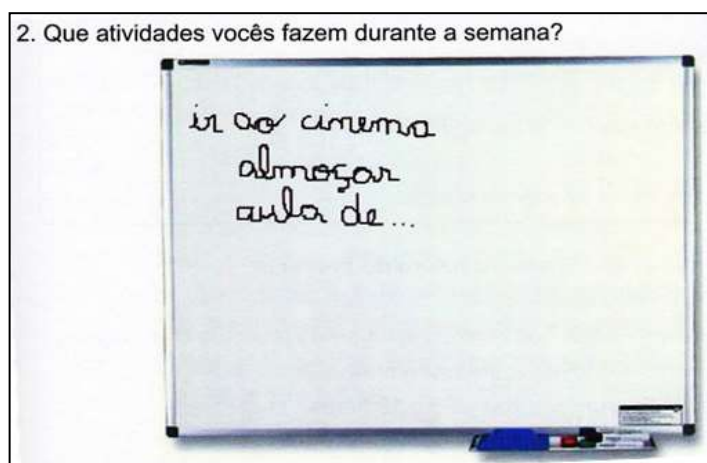 2. Que atividades vocês fazem durante a semana?
ir ao cinema
almoçar
aula de...